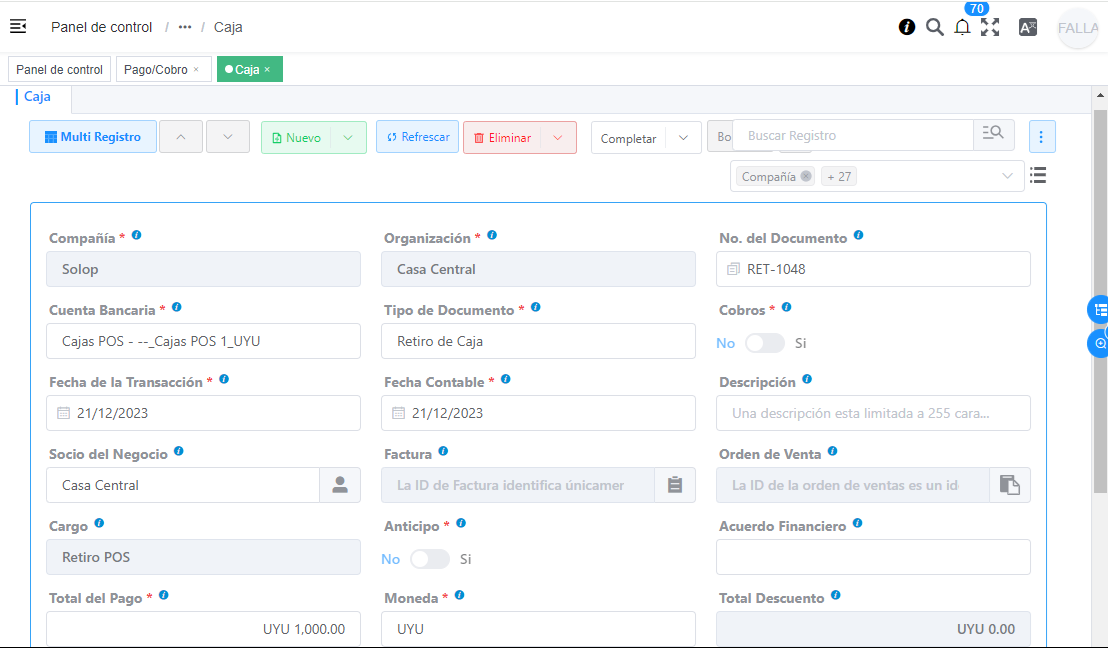 Panel de control / ··· / Caja
70
FALLA
Panel de control
Pago/Cobro ×
Caja ×
Caja
Multi Registro
Nuevo
Refrescar
Eliminar
Completar
Bo
Buscar Registro
Compañía
+ 27
Compañía *
Organización *
No. del Documento
Solop
Casa Central
RET-1048
Cuenta Bancaria *
Tipo de Documento *
Cobros *
Cajas POS - --_Cajas POS 1_UYU
Retiro de Caja
No
Si
Fecha de la Transacción *
Fecha Contable *
Descripción
21/12/2023
21/12/2023
Una descripción esta limitada a 255 cara...
Socio del Negocio
Factura
Orden de Venta
Casa Central
La ID de Factura identifica únicamer
La ID de la orden de ventas es un id
Cargo
Anticipo *
Acuerdo Financiero
Retiro POS
No
Si
Total del Pago *
Moneda *
Total Descuento
UYU 1,000.00
UYU
UYU 0.00